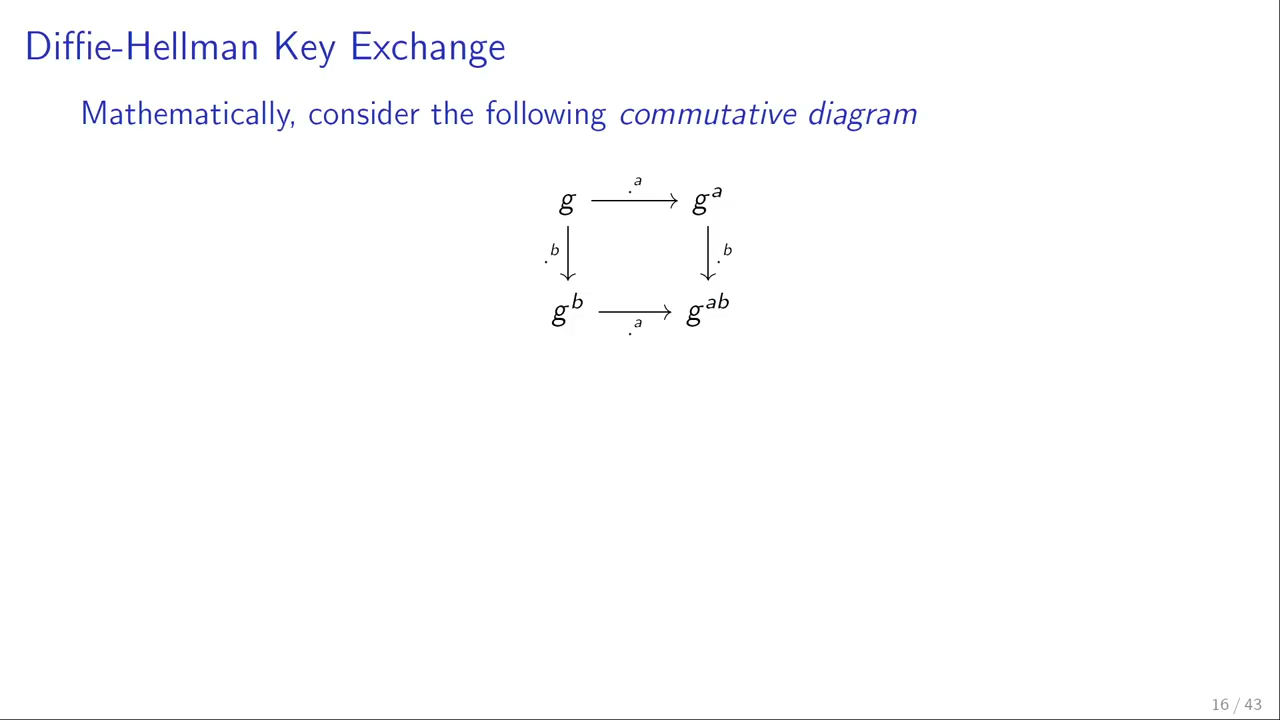 Diffie-Hellman Key Exchange
Mathematically, consider the following commutative diagram
g .^a g^a
.^b .^b
g^b .^a g^ab
16 / 43